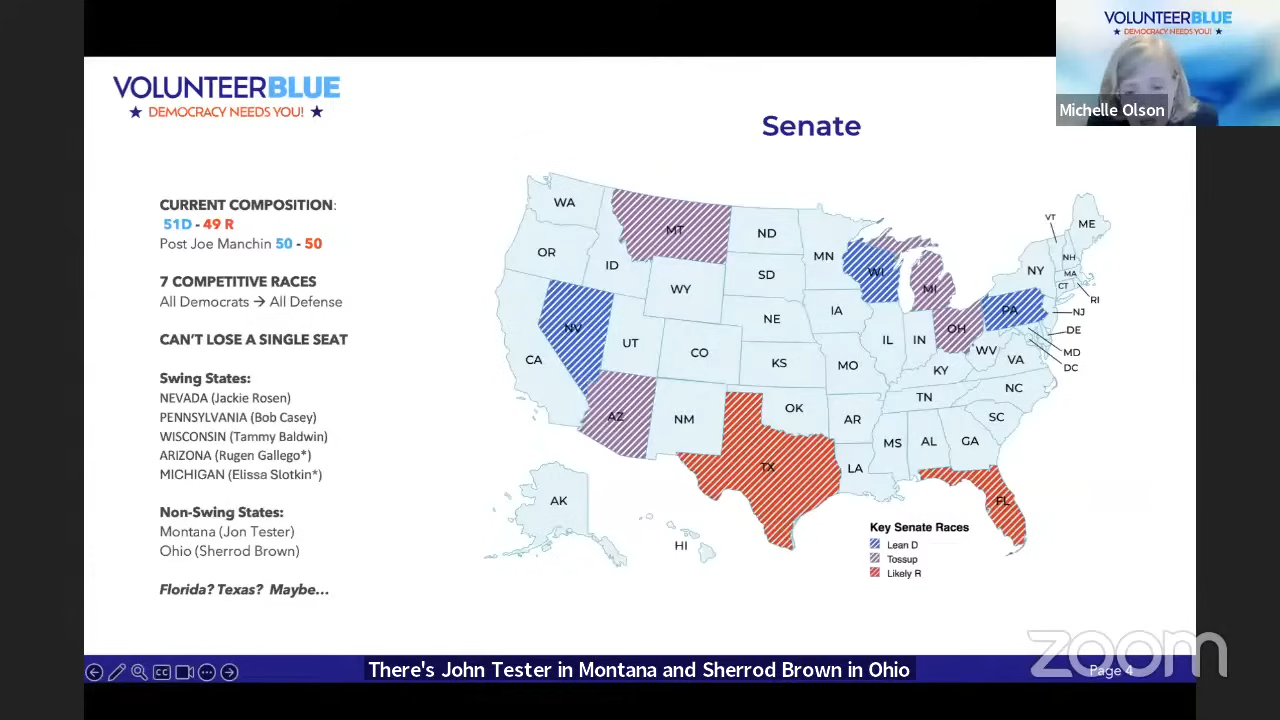 VOLUNTEERBLUE
★ DEMOCRACY NEEDS YOU! ★
Michelle Olson
VOLUNTEERBLUE
★ DEMOCRACY NEEDS YOU! ★
Senate
CURRENT COMPOSITION:
51D - 49 R
Post Joe Manchin 50 - 50
7 COMPETITIVE RACES
All Democrats → All Defense
CAN'T LOSE A SINGLE SEAT
Swing States:
NEVADA (Jackie Rosen)
PENNSYLVANIA (Bob Casey)
WISCONSIN (Tammy Baldwin)
ARIZONA (Rugen Gallego*)
MICHIGAN (Elissa Slotkin*)
Non-Swing States:
Montana (Jon Tester)
Ohio (Sherrod Brown)
Florida? Texas? Maybe...
WA
MT
ND
MN
WI
MI
VT
ME
OR
ID
SD
NY
NH
MA
CT
RI
WY
IA
PA
NJ
NV
NE
IL
IN
OH
DE
UT
CO
WV
MD
CA
KS
MO
KY
VA
DC
AZ
NM
OK
AR
TN
NC
SC
MS
AL
GA
TX
LA
AK
FL
HI
Key Senate Races
Lean D
Tossup
Likely R
CC
There's John Tester in Montana and Sherrod Brown in Ohio
Page 4
zoom